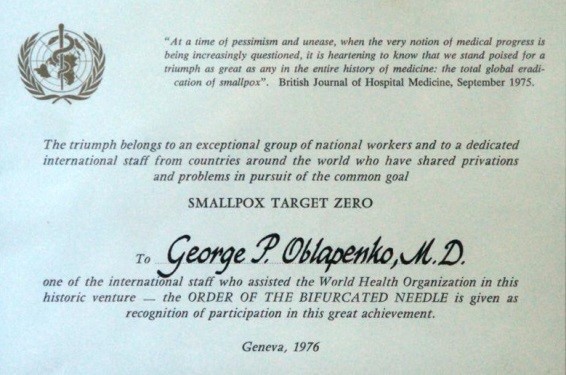 "At a time of pessimism and unease, when the very notion of medical progress is
being increasingly questioned, it is heartening to know that we stand poised for a
triumph as great as any in the entire history of medicine: the total global eradi-
cation of smallpox". British Journal of Hospital Medicine, September 1975.
The triumph belongs to an exceptional group of national workers and to a dedicated
international staff from countries around the world who have shared privations
and problems in pursuit of the common goal
SMALLPOX TARGET ZERO
To George P. Oblapenko, M.D.
one of the international staff who assisted the World Health Organization in this
historic venture — the ORDER OF THE BIFURCATED NEEDLE is given as
recognition of participation in this great achievement.
Geneva, 1976